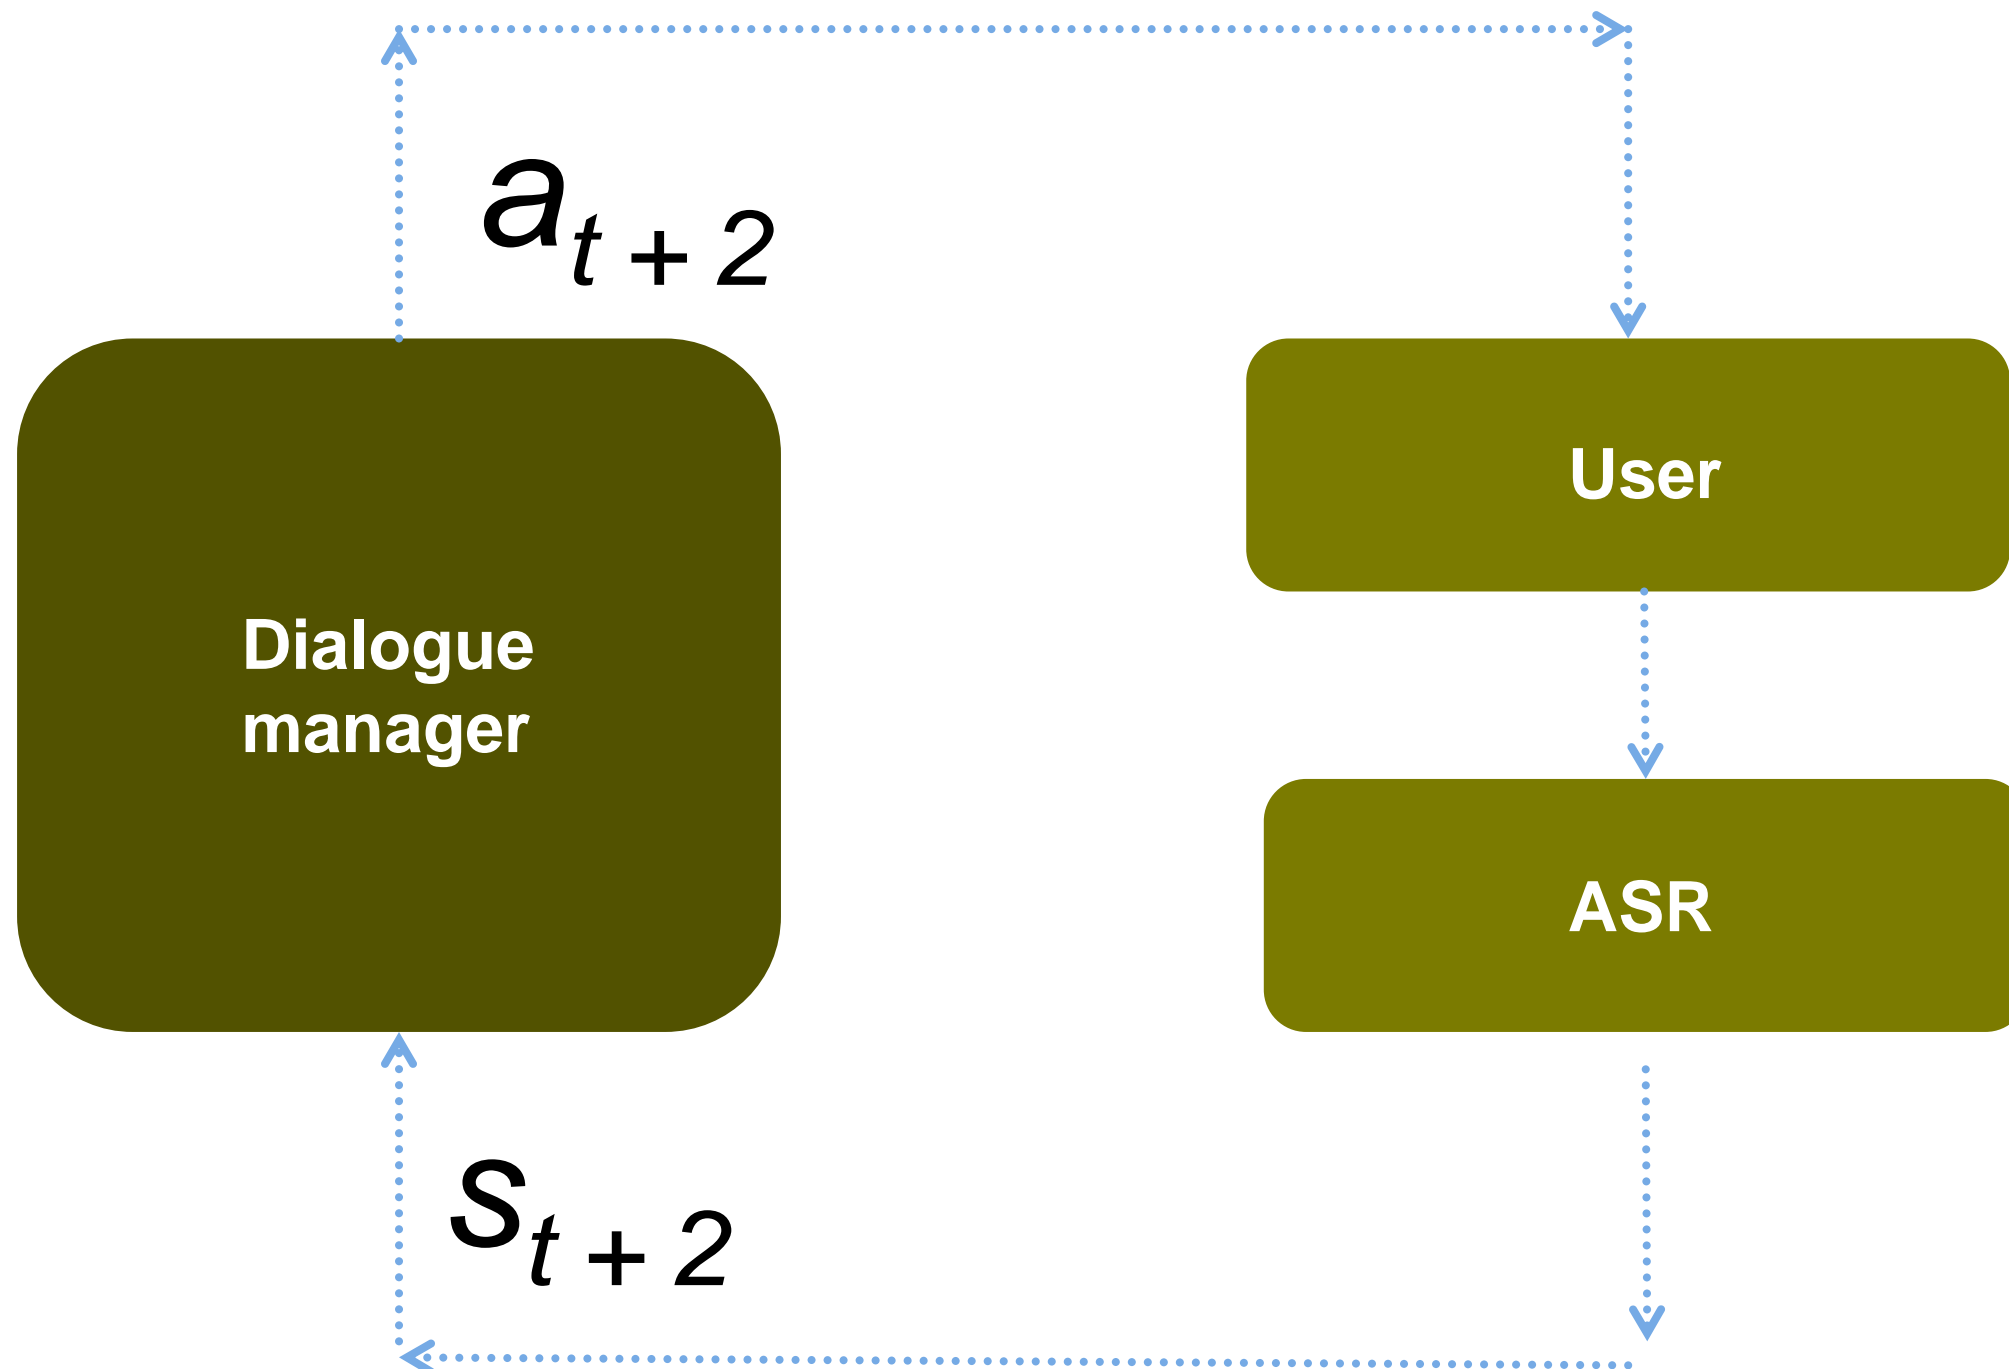 a_{t + 2}
User
Dialogue
manager
ASR
s_{t + 2}